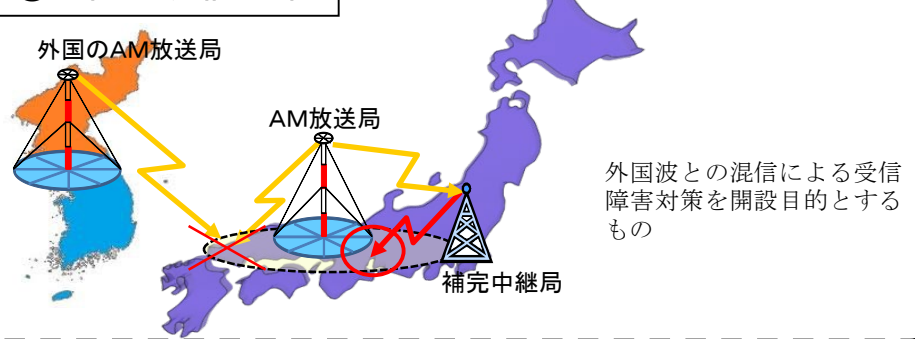 外国のAM放送局
AM放送局
外国波との混信による受信
障害対策を開設目的とする
もの
補完中継局